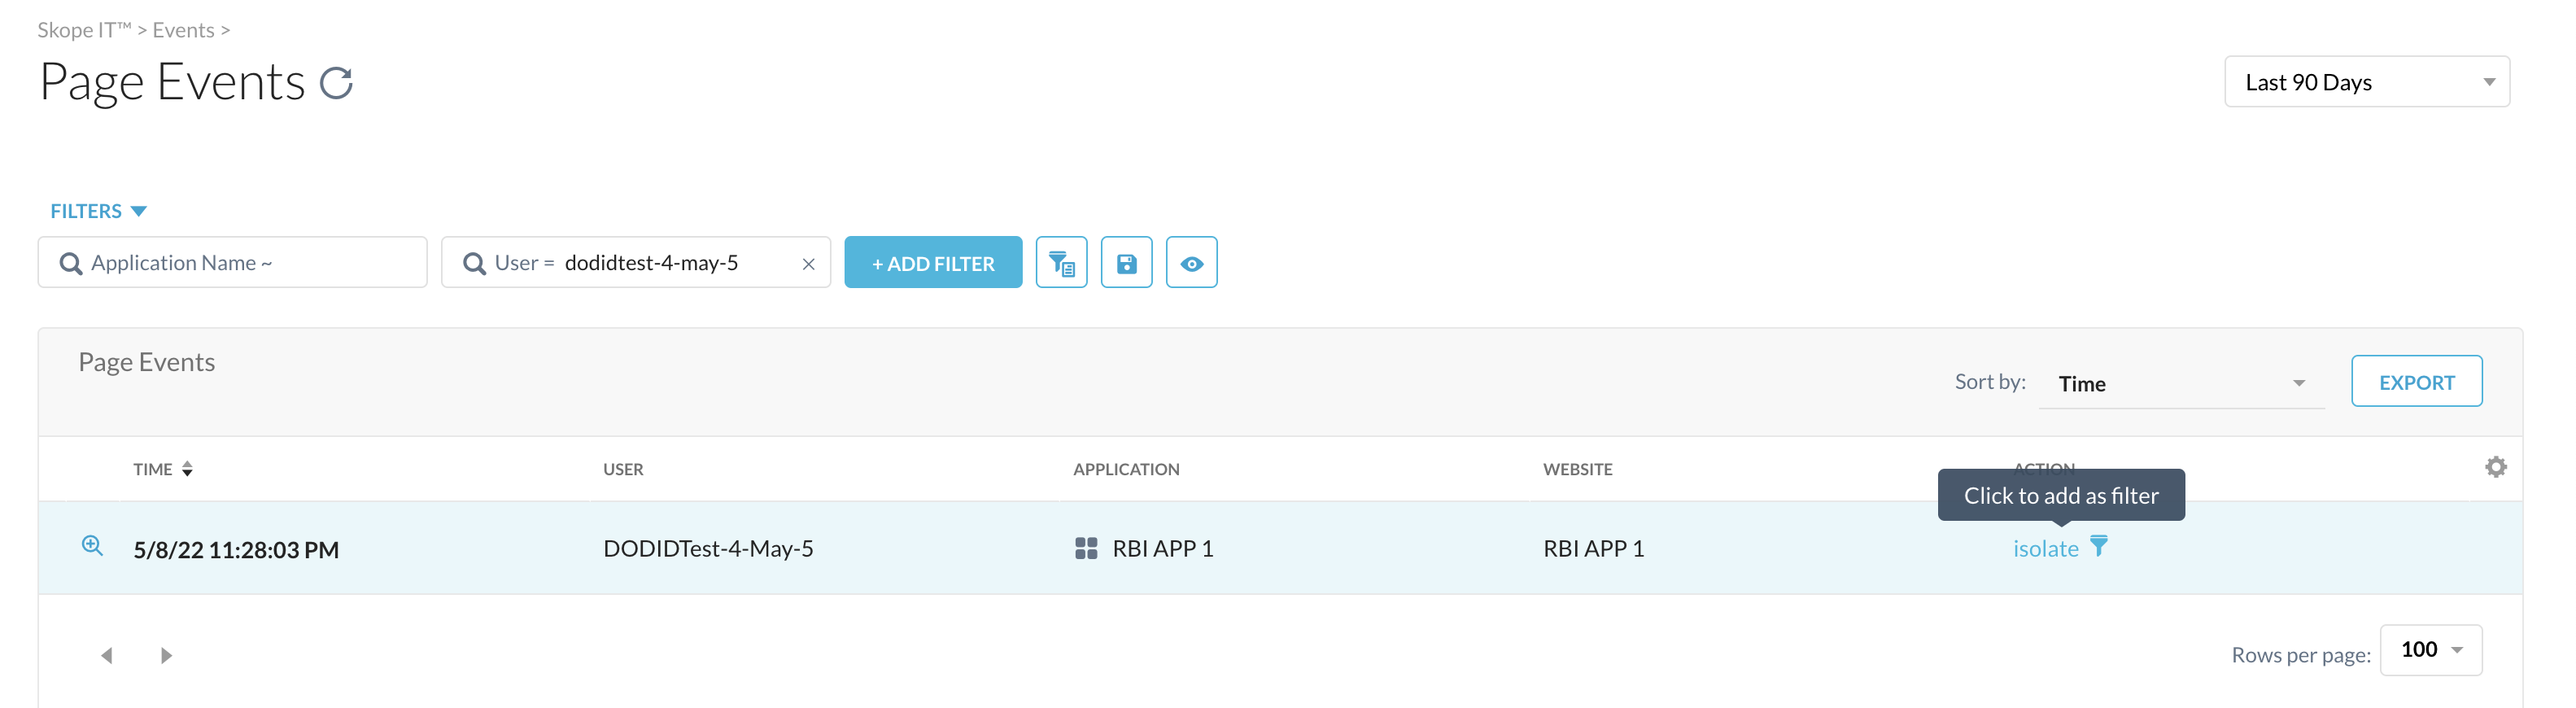 Skope IT™ > Events >
Page Events
Last 90 Days
FILTERS
Application Name ~
User = dodidtest-4-may-5
+ ADD FILTER
Page Events
Sort by: Time
EXPORT
TIME USER APPLICATION WEBSITE ACTION
Click to add as filter
5/8/22 11:28:03 PM DODIDTest-4-May-5 RBI APP 1 RBI APP 1 isolate
Rows per page: 100